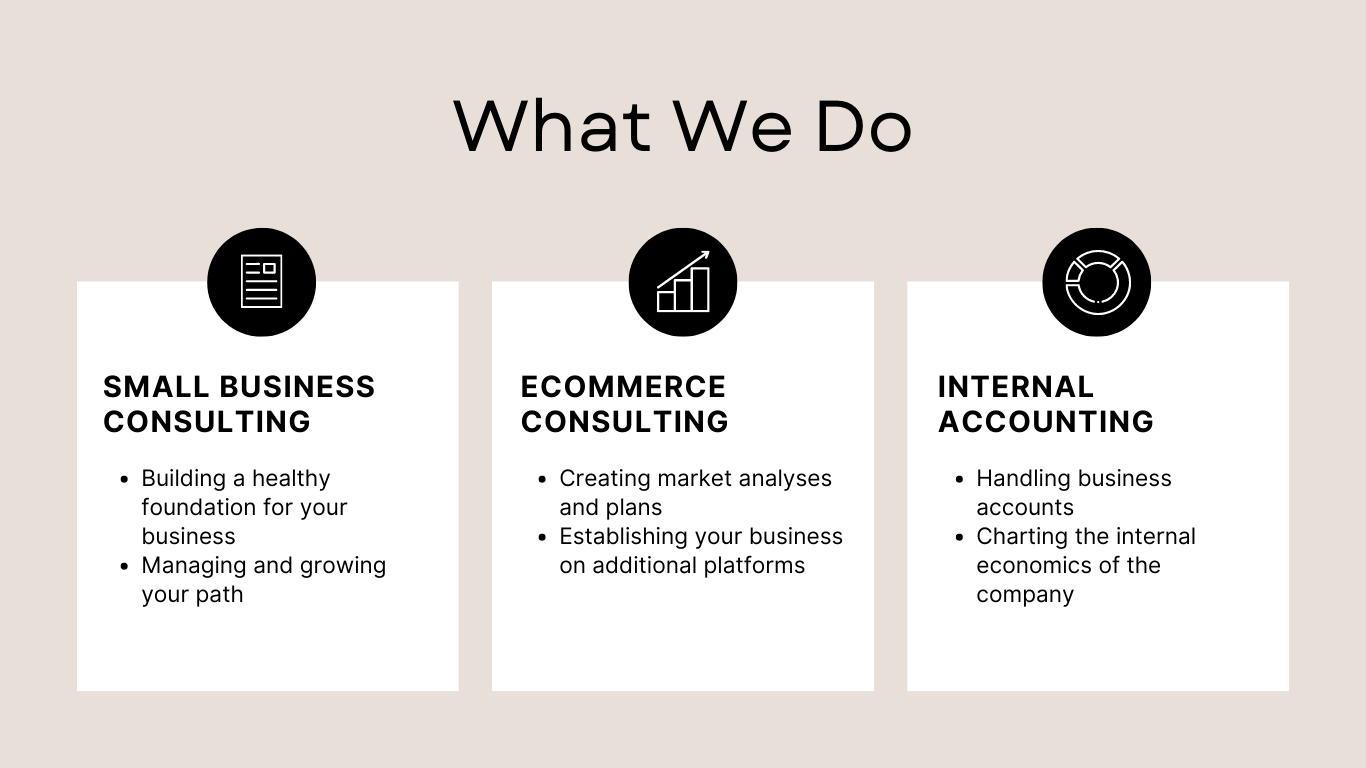 What We Do
SMALL BUSINESS
CONSULTING
• Building a healthy
foundation for your
business
• Managing and growing
your path
ECOMMERCE
CONSULTING
• Creating market analyses
and plans
• Establishing your business
on additional platforms
INTERNAL
ACCOUNTING
• Handling business
accounts
• Charting the internal
economics of the
company